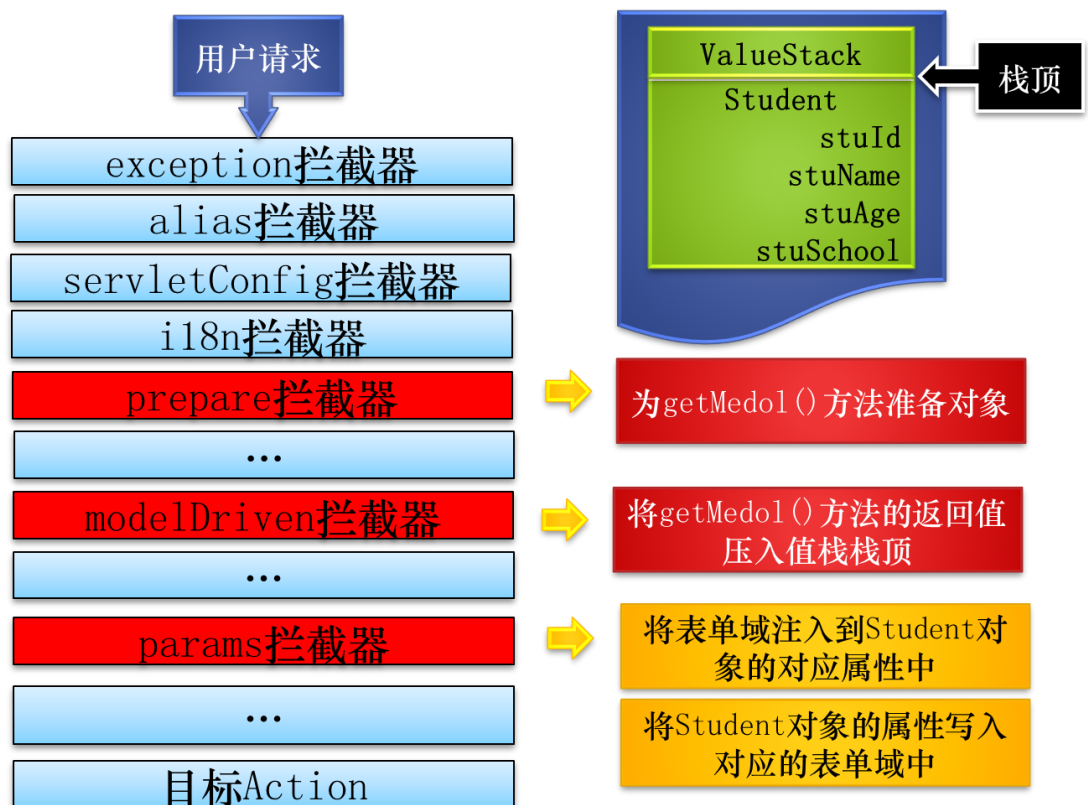 用户请求
exception拦截器
alias拦截器
servletConfig拦截器
i18n拦截器
prepare拦截器
...
modelDriven拦截器
...
params拦截器
...
目标Action
ValueStack
Student
stuId
stuName
stuAge
stuSchool
栈顶
为getMedol()方法准备对象
将getMedol()方法的返回值
压入值栈栈顶
将表单域注入到Student对
象的对应属性中
将Student对象的属性写入
对应的表单域中